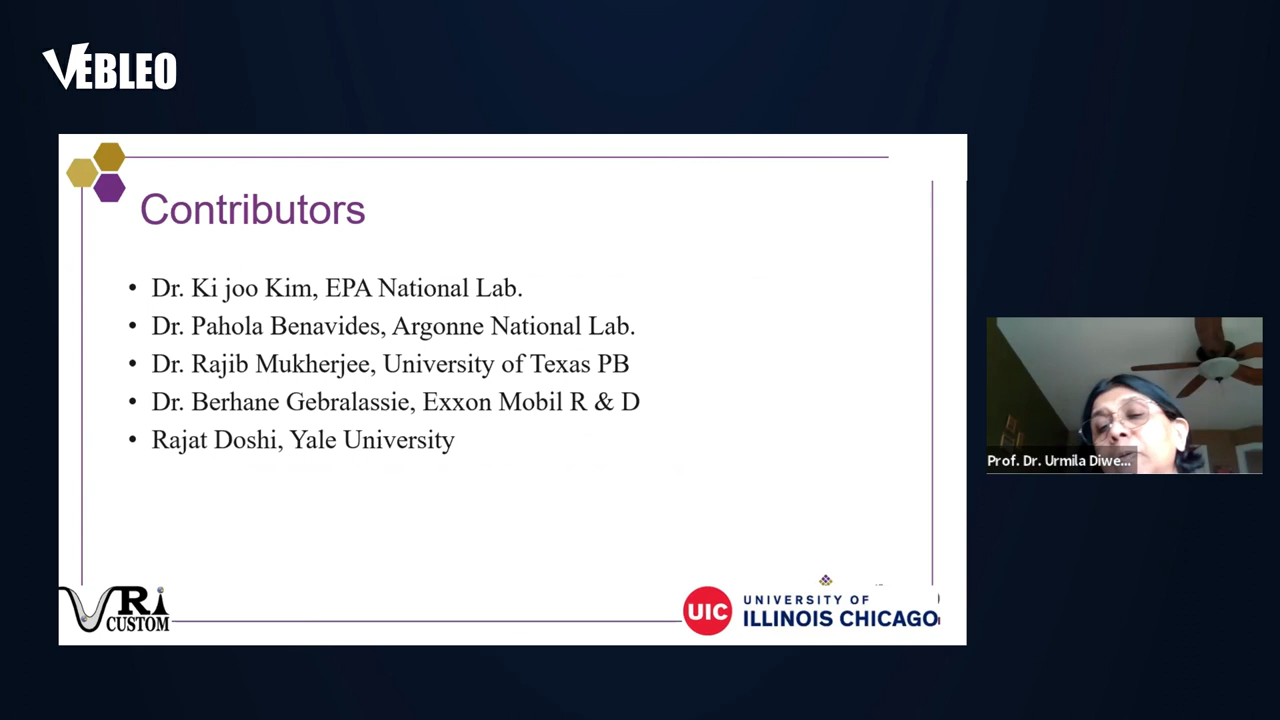 VEBLEO
Contributors
• Dr. Ki joo Kim, EPA National Lab.
• Dr. Pahola Benavides, Argonne National Lab.
• Dr. Rajib Mukherjee, University of Texas PB
• Dr. Berhane Gebralassie, Exxon Mobil R & D
• Rajat Doshi, Yale University
Prof. Dr. Urmila Diwe...
VRi
CUSTOM
UIC
UNIVERSITY OF
ILLINOIS CHICAGO